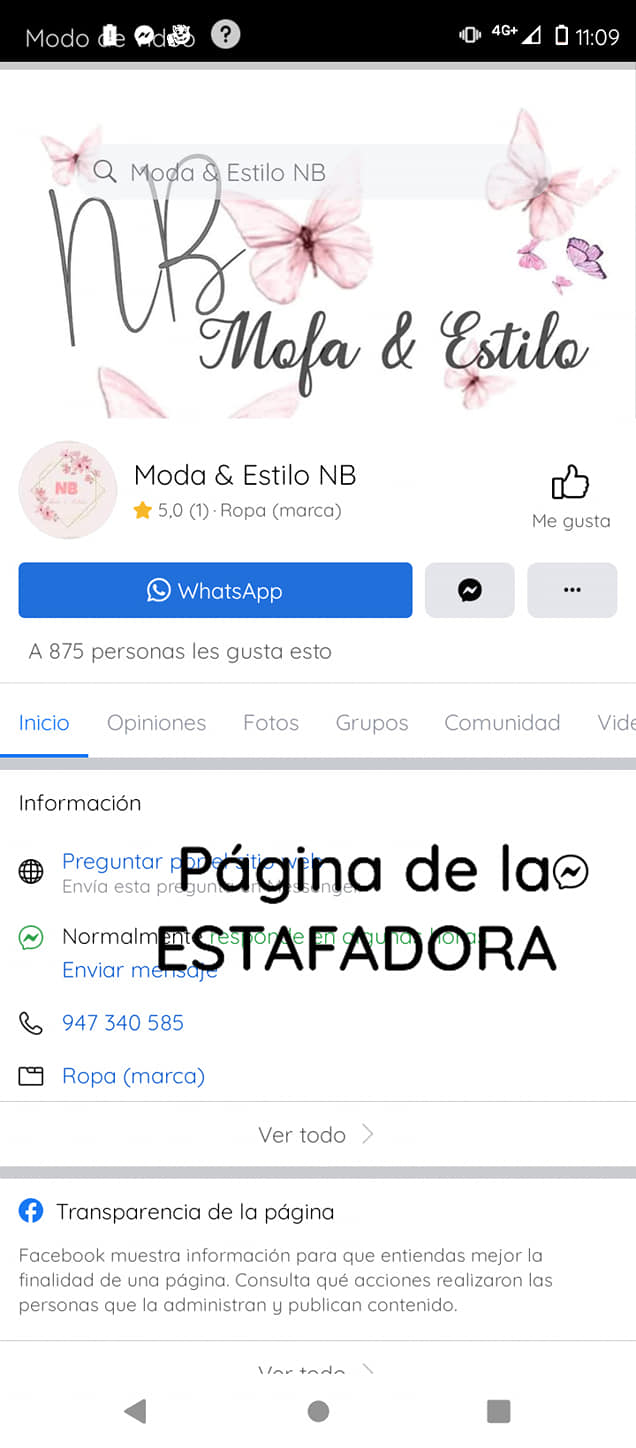 Modo de video
?
4G+
11:09
Moda & Estilo NB
NB
Mofa & Estilo
NB
Moda & Estilo NB
5,0 (1) · Ropa (marca)
Me gusta
WhatsApp
A 875 personas les gusta esto
Inicio Opiniones Fotos Grupos Comunidad Vide
Información
Preguntar por el sitio web
Envía esta pregunta en Messenger
Página de la
Normalmente responde en algunas horas
ESTAFADORA
Enviar mensaje
947 340 585
Ropa (marca)
Ver todo
Transparencia de la página
Facebook muestra información para que entiendas mejor la
finalidad de una página. Consulta qué acciones realizaron las
personas que la administran y publican contenido.
Ver todo